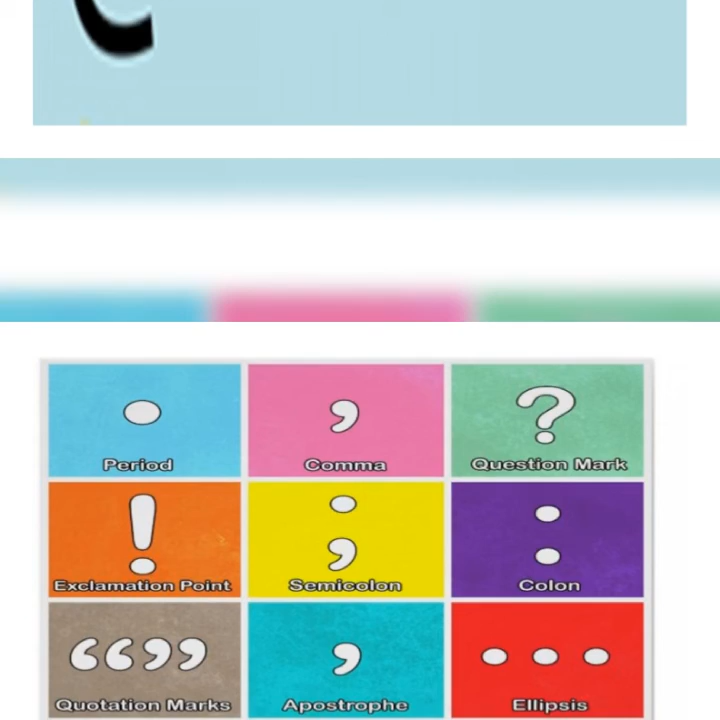 Period
Comma
Question Mark
Exclamation Point
Semicolon
Colon
Quotation Marks
Apostrophe
Ellipsis